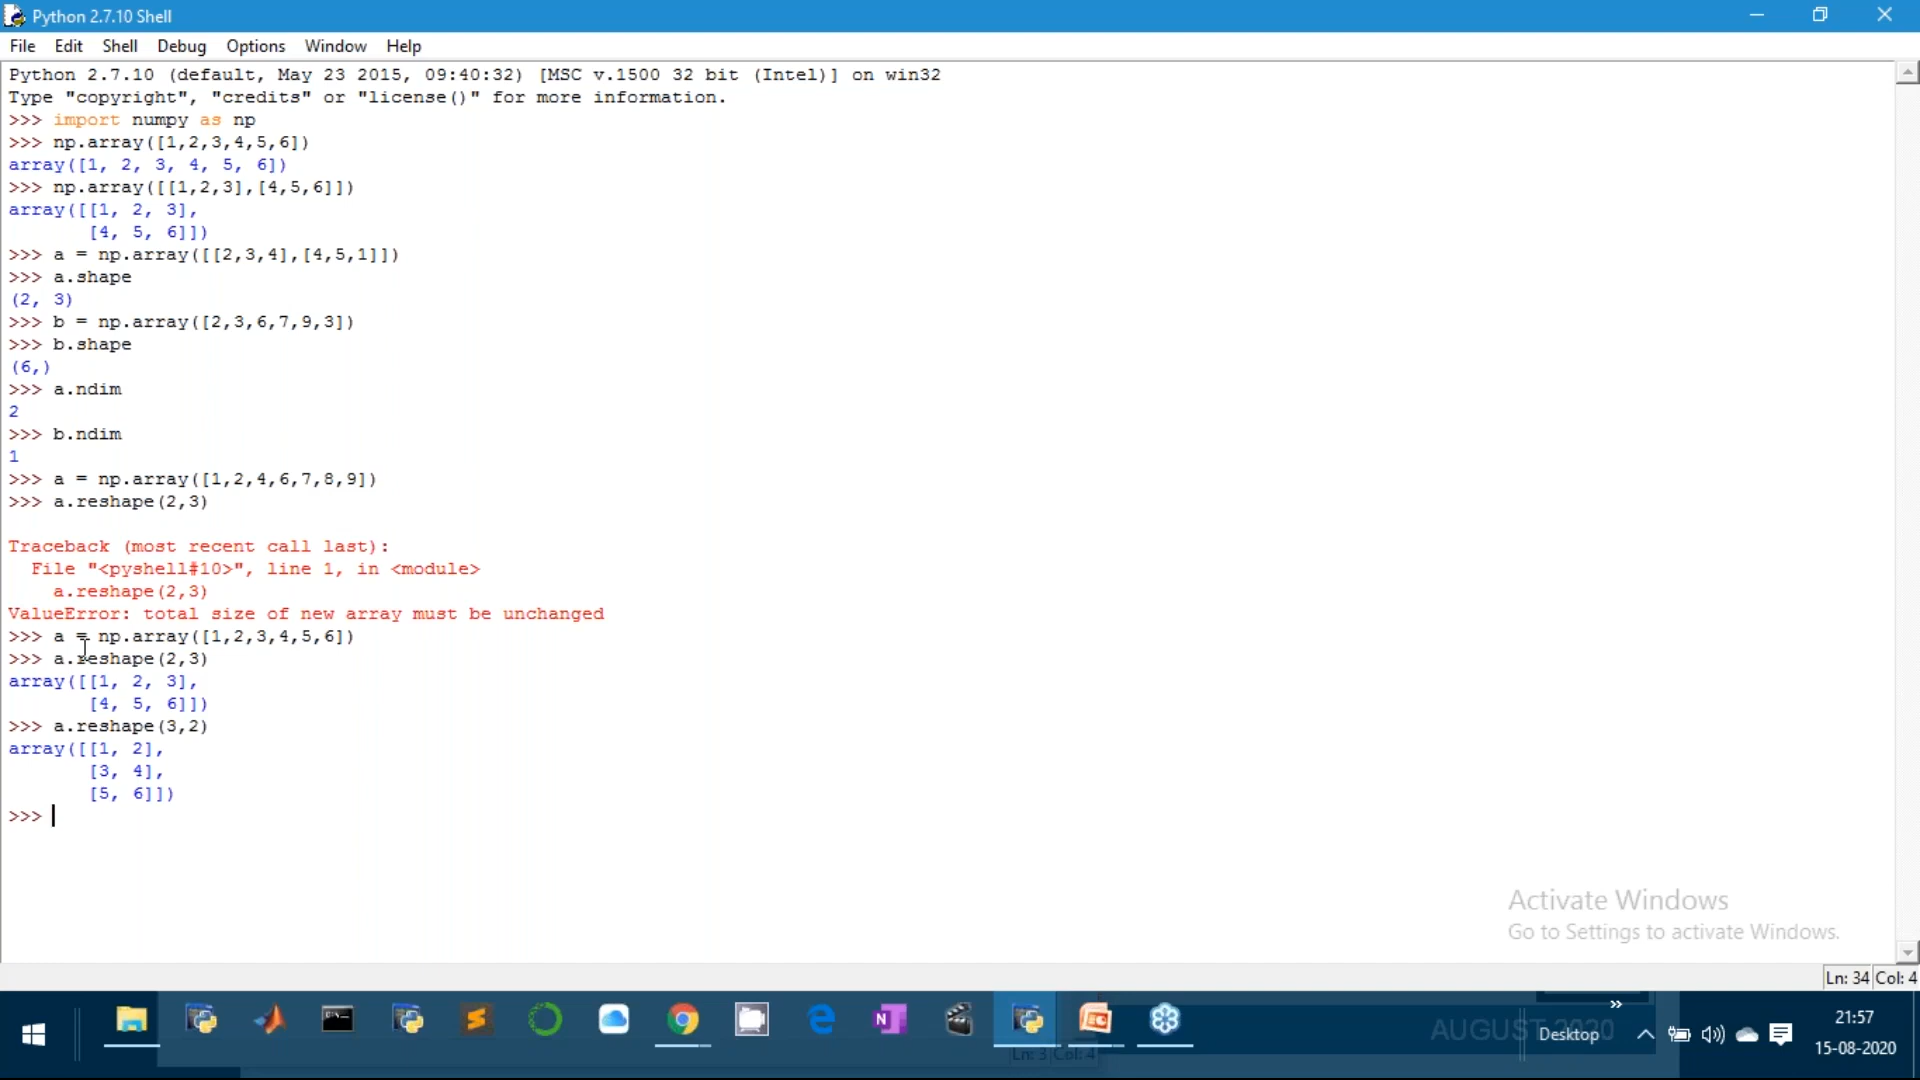 Python 2.7.10 Shell
File Edit Shell Debug Options Window Help
Python 2.7.10 (default, May 23 2015, 09:40:32) [MSC v.1500 32 bit (Intel)] on win32
Type "copyright", "credits" or "license()" for more information.
>>> import numpy as np
>>> np.array([1,2,3,4,5,6])
array([1, 2, 3, 4, 5, 6])
>>> np.array([[1,2,3],[4,5,6]])
array([[1, 2, 3],
       [4, 5, 6]])
>>> a = np.array([[2,3,4],[4,5,1]])
>>> a.shape
(2, 3)
>>> b = np.array([2,3,6,7,9,3])
>>> b.shape
(6,)
>>> a.ndim
2
>>> b.ndim
1
>>> a = np.array([1,2,4,6,7,8,9])
>>> a.reshape(2,3)
Traceback (most recent call last):
  File "<pyshell#10>", line 1, in <module>
    a.reshape(2,3)
ValueError: total size of new array must be unchanged
>>> a = np.array([1,2,3,4,5,6])
>>> a.reshape(2,3)
array([[1, 2, 3],
       [4, 5, 6]])
>>> a.reshape(3,2)
array([[1, 2],
       [3, 4],
       [5, 6]])
>>>
Activate Windows
Go to Settings to activate Windows.
Ln: 34 Col: 4
AUGUST 2020
Desktop
21:57
15-08-2020
Ln: 3 Col: 4